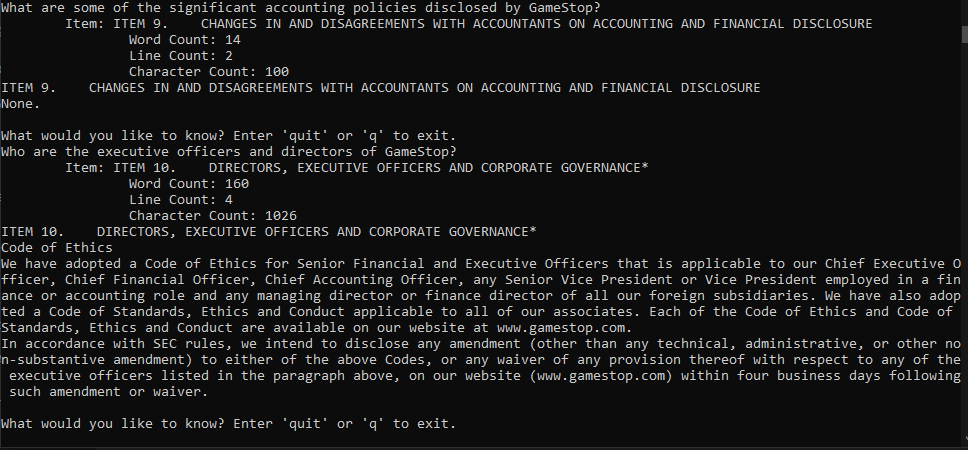 What are some of the significant accounting policies disclosed by GameStop?
        Item: ITEM 9.    CHANGES IN AND DISAGREEMENTS WITH ACCOUNTANTS ON ACCOUNTING AND FINANCIAL DISCLOSURE
                Word Count: 14
                Line Count: 2
                Character Count: 100
ITEM 9.    CHANGES IN AND DISAGREEMENTS WITH ACCOUNTANTS ON ACCOUNTING AND FINANCIAL DISCLOSURE
None.

What would you like to know? Enter 'quit' or 'q' to exit.
Who are the executive officers and directors of GameStop?
        Item: ITEM 10.    DIRECTORS, EXECUTIVE OFFICERS AND CORPORATE GOVERNANCE*
                Word Count: 160
                Line Count: 4
                Character Count: 1026
ITEM 10.    DIRECTORS, EXECUTIVE OFFICERS AND CORPORATE GOVERNANCE*
Code of Ethics
We have adopted a Code of Ethics for Senior Financial and Executive Officers that is applicable to our Chief Executive O
fficer, Chief Financial Officer, Chief Accounting Officer, any Senior Vice President or Vice President employed in a fin
ance or accounting role and any managing director or finance director of all our foreign subsidiaries. We have also adop
ted a Code of Standards, Ethics and Conduct applicable to all of our associates. Each of the Code of Ethics and Code of
Standards, Ethics and Conduct are available on our website at www.gamestop.com.
In accordance with SEC rules, we intend to disclose any amendment (other than any technical, administrative, or other no
n-substantive amendment) to either of the above Codes, or any waiver of any provision thereof with respect to any of the
 executive officers listed in the paragraph above, on our website (www.gamestop.com) within four business days following
 such amendment or waiver.

What would you like to know? Enter 'quit' or 'q' to exit.